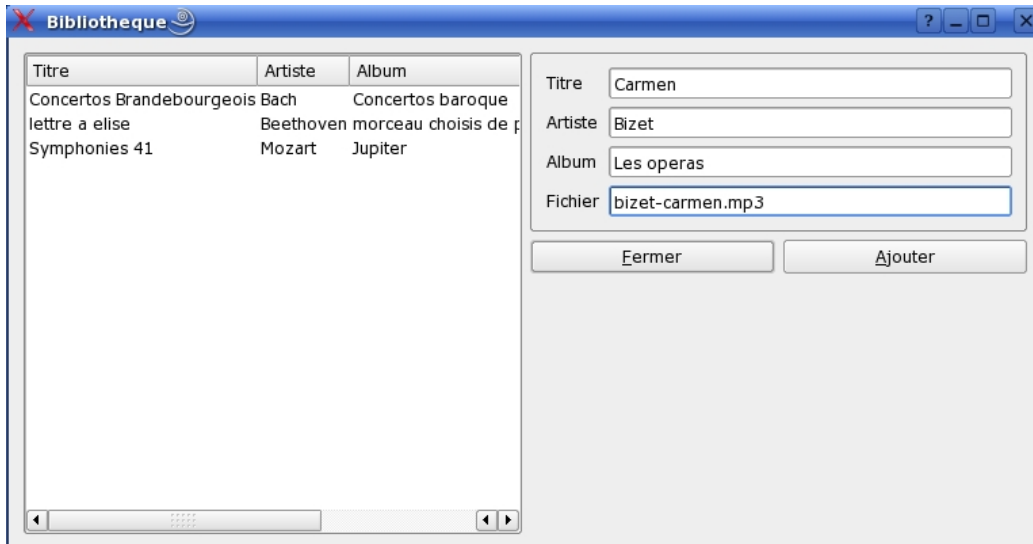 Bibliotheque
Titre Artiste Album
Concertos Brandebourgeois Bach Concertos baroque
lettre a elise Beethoven morceau choisis de p
Symphonies 41 Mozart Jupiter
Titre Carmen
Artiste Bizet
Album Les operas
Fichier bizet-carmen.mp3
Fermer Ajouter